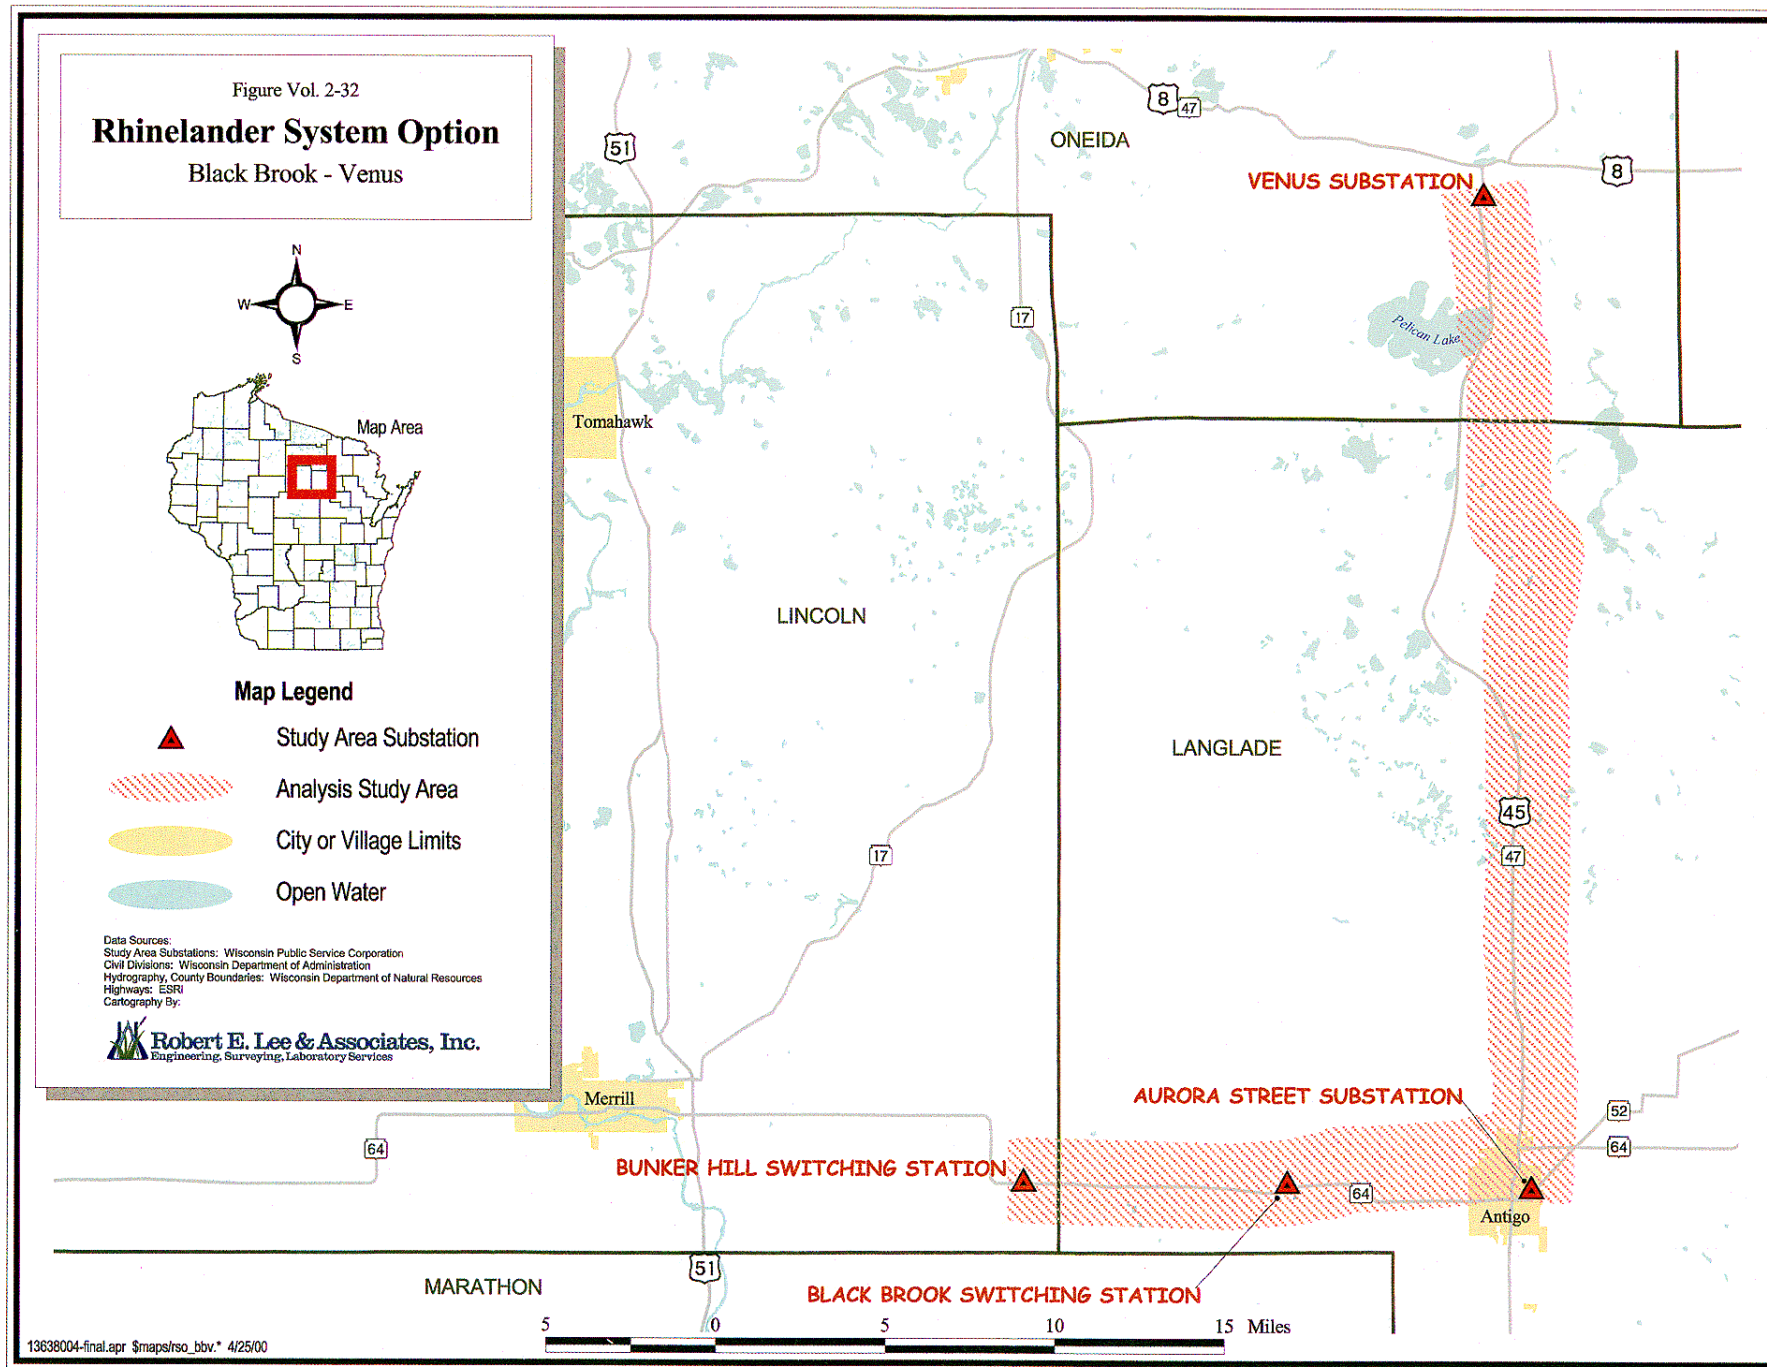 Figure Vol. 2-32
Rhinelander System Option
Black Brook - Venus
N
W E
S
Map Area
Map Legend
Study Area Substation
Analysis Study Area
City or Village Limits
Open Water
Data Sources:
Study Area Substations: Wisconsin Public Service Corporation
Civil Divisions: Wisconsin Department of Administration
Hydrography, County Boundaries: Wisconsin Department of Natural Resources
Highways: ESRI
Cartography By:
Robert E. Lee & Associates, Inc.
Engineering, Surveying, Laboratory Services
13638004-final.apr $maps/rso_bbv.* 4/25/00
8
47
51
ONEIDA
8
VENUS SUBSTATION
17
Pelican Lake
Tomahawk
LINCOLN
LANGLADE
45
17
47
AURORA STREET SUBSTATION
Merrill
52
64
64
BUNKER HILL SWITCHING STATION
64
Antigo
51
MARATHON
BLACK BROOK SWITCHING STATION
5 0 5 10 15 Miles